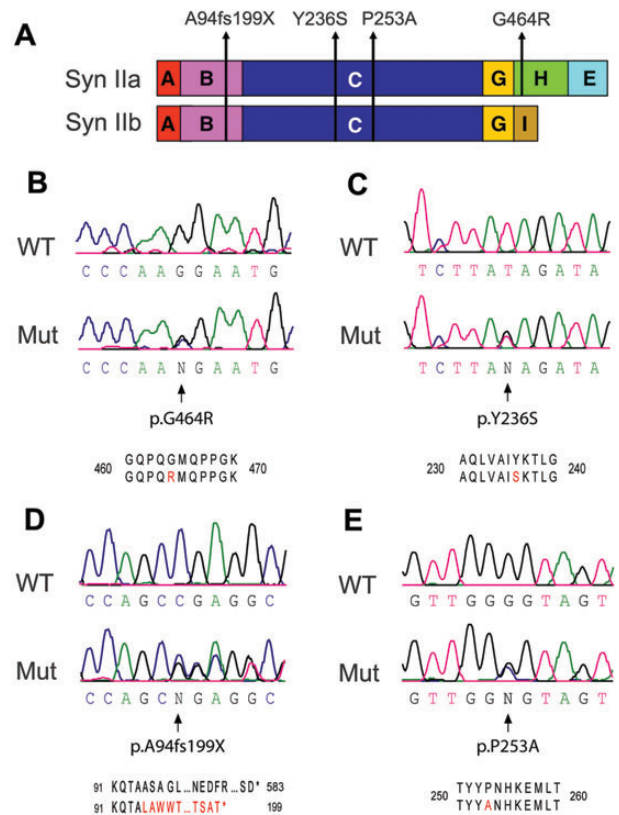 A
A94fs199X Y236S P253A G464R
Syn IIa A B C G H E
Syn IIb A B C G I
B
WT
C C C A A G G A A T G
Mut
C C C A A N G A A T G
p.G464R
GQPQGMQPPGK
460 470
GQPQRMQPPGK
C
WT
T C T T A T A G A T A
Mut
T C T T A N A G A T A
p.Y236S
AQLVAIYKTLG
230 240
AQLVAISKTLG
D
WT
C C A G C C G A G G C
Mut
C C A G C N G A G G C
p.A94fs199X
91 KQTAASAGL...NEDFR...SD* 583
91 KQTALAWWT...TSAT* 199
E
WT
G T T G G G G T A G T
Mut
G T T G G N G T A G T
p.P253A
TYYPNHKEMLT
250 260
TYYANHKEMLT